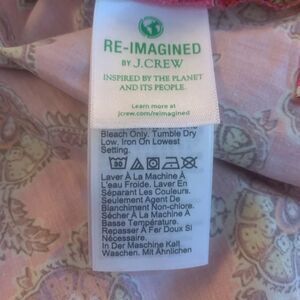 RE-IMAGINED
BY J.CREW
INSPIRED BY THE PLANET
AND ITS PEOPLE.
Learn more at
jcrew.com/reimagined
Bleach Only. Tumble Dry
Low. Iron On Lowest
Setting.
Laver À La Machine À
L'eau Froide. Laver En
Séparant Les Couleurs.
Seulement Agent De
Blanchiment Non-chlore.
Sécher À La Machine À
Basse Température.
Repasser À Fer Doux Si
Nécessaire.
In Der Maschine Kalt
Waschen. Mit Ähnlichen